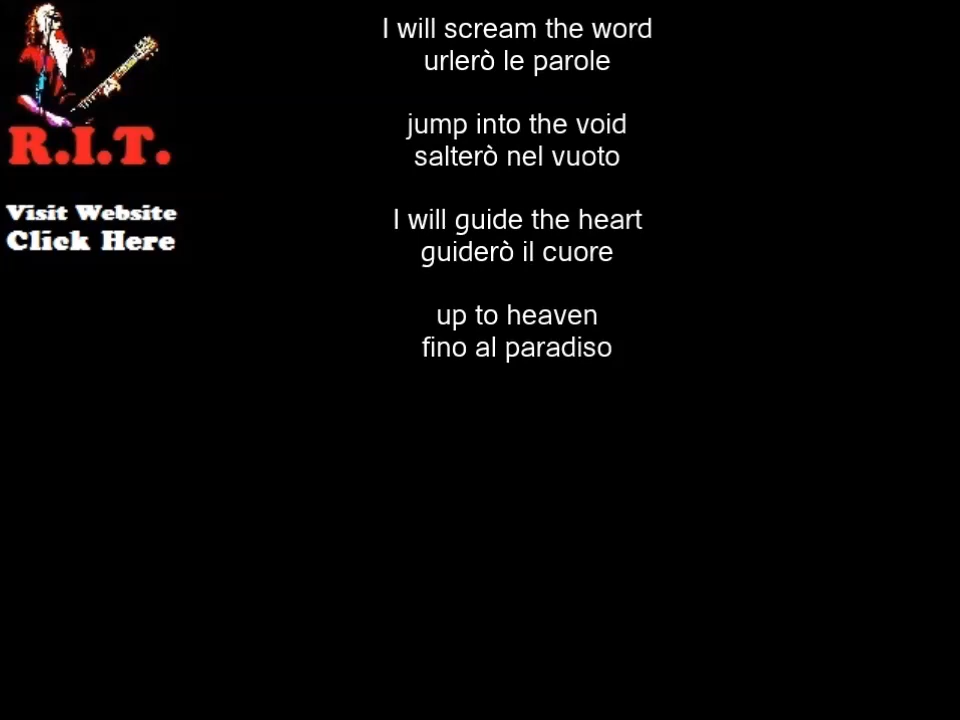 R.I.T.
Visit Website
Click Here
I will scream the word
urlerò le parole
jump into the void
salterò nel vuoto
I will guide the heart
guiderò il cuore
up to heaven
fino al paradiso